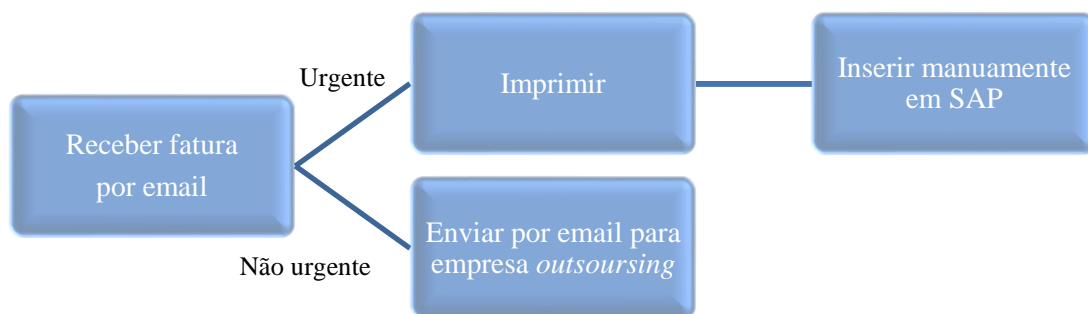 Receber fatura
por email
Urgente
Imprimir
Inserir manuamente
em SAP
Não urgente
Enviar por email para
empresa outsoursing